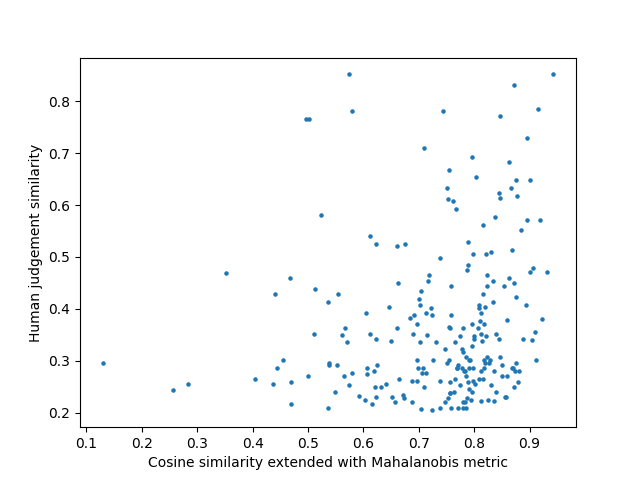 0.8
0.7
0.6
0.5
0.4
0.3
0.2
Human judgement similarity
0.1 0.2 0.3 0.4 0.5 0.6 0.7 0.8 0.9
Cosine similarity extended with Mahalanobis metric